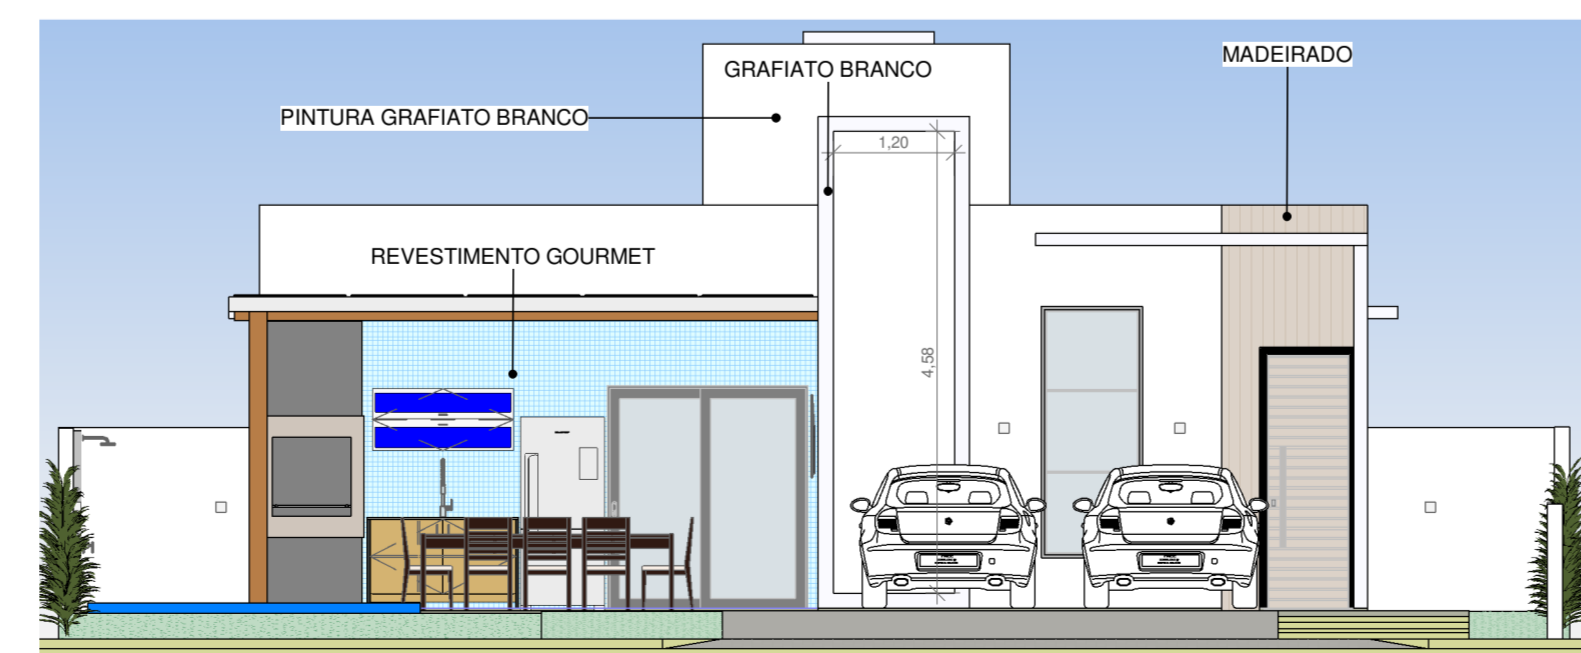 MADEIRADO
GRAFIATO BRANCO
PINTURA GRAFIATO BRANCO
1,20
REVESTIMENTO GOURMET
4,58